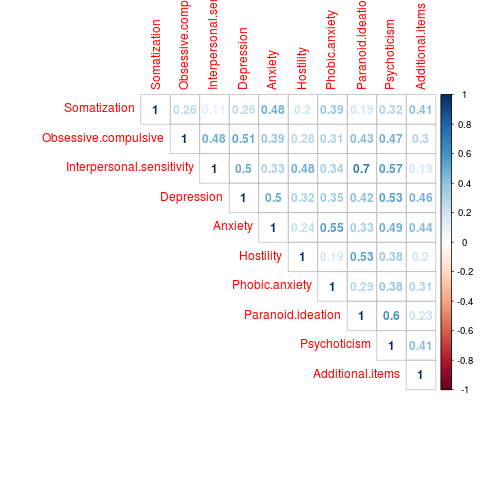 Somatization
Obsessive.comp
Interpersonal.se
Depression
Anxiety
Hostility
Phobic.anxiety
Paranoid.ideatio
Psychoticism
Additional.items
Somatization 1 0.26 0.11 0.26 0.48 0.2 0.39 0.19 0.32 0.41
Obsessive.compulsive 1 0.48 0.51 0.39 0.28 0.31 0.43 0.47 0.3
Interpersonal.sensitivity 1 0.5 0.33 0.48 0.34 0.7 0.57 0.19
Depression 1 0.5 0.32 0.35 0.42 0.53 0.46
Anxiety 1 0.24 0.55 0.33 0.49 0.44
Hostility 1 0.19 0.53 0.38 0.2
Phobic.anxiety 1 0.29 0.38 0.31
Paranoid.ideation 1 0.6 0.23
Psychoticism 1 0.41
Additional.items 1
1
0.8
0.6
0.4
0.2
0
-0.2
-0.4
-0.6
-0.8
-1